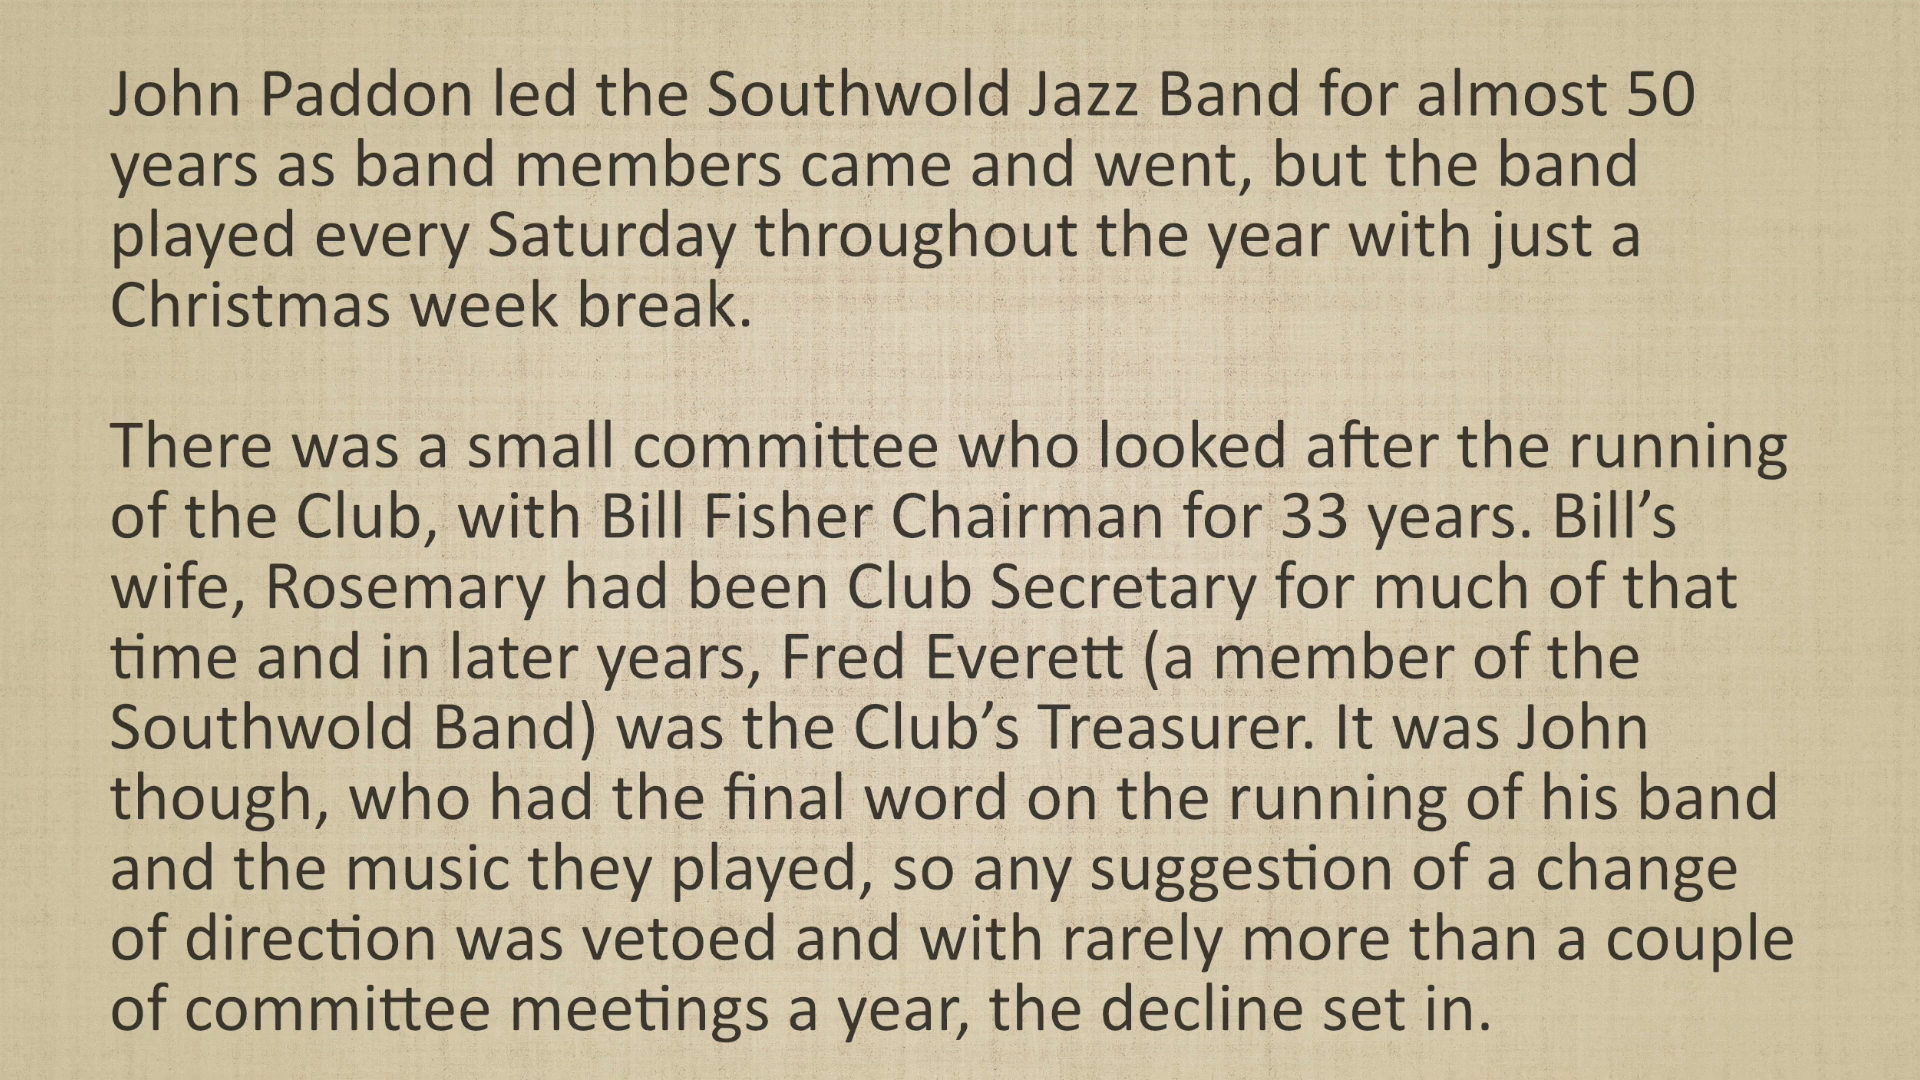 John Paddon led the Southwold Jazz Band for almost 50
years as band members came and went, but the band
played every Saturday throughout the year with just a
Christmas week break.
There was a small committee who looked after the running
of the Club, with Bill Fisher Chairman for 33 years. Bill’s
wife, Rosemary had been Club Secretary for much of that
time and in later years, Fred Everett (a member of the
Southwold Band) was the Club’s Treasurer. It was John
though, who had the final word on the running of his band
and the music they played, so any suggestion of a change
of direction was vetoed and with rarely more than a couple
of committee meetings a year, the decline set in.